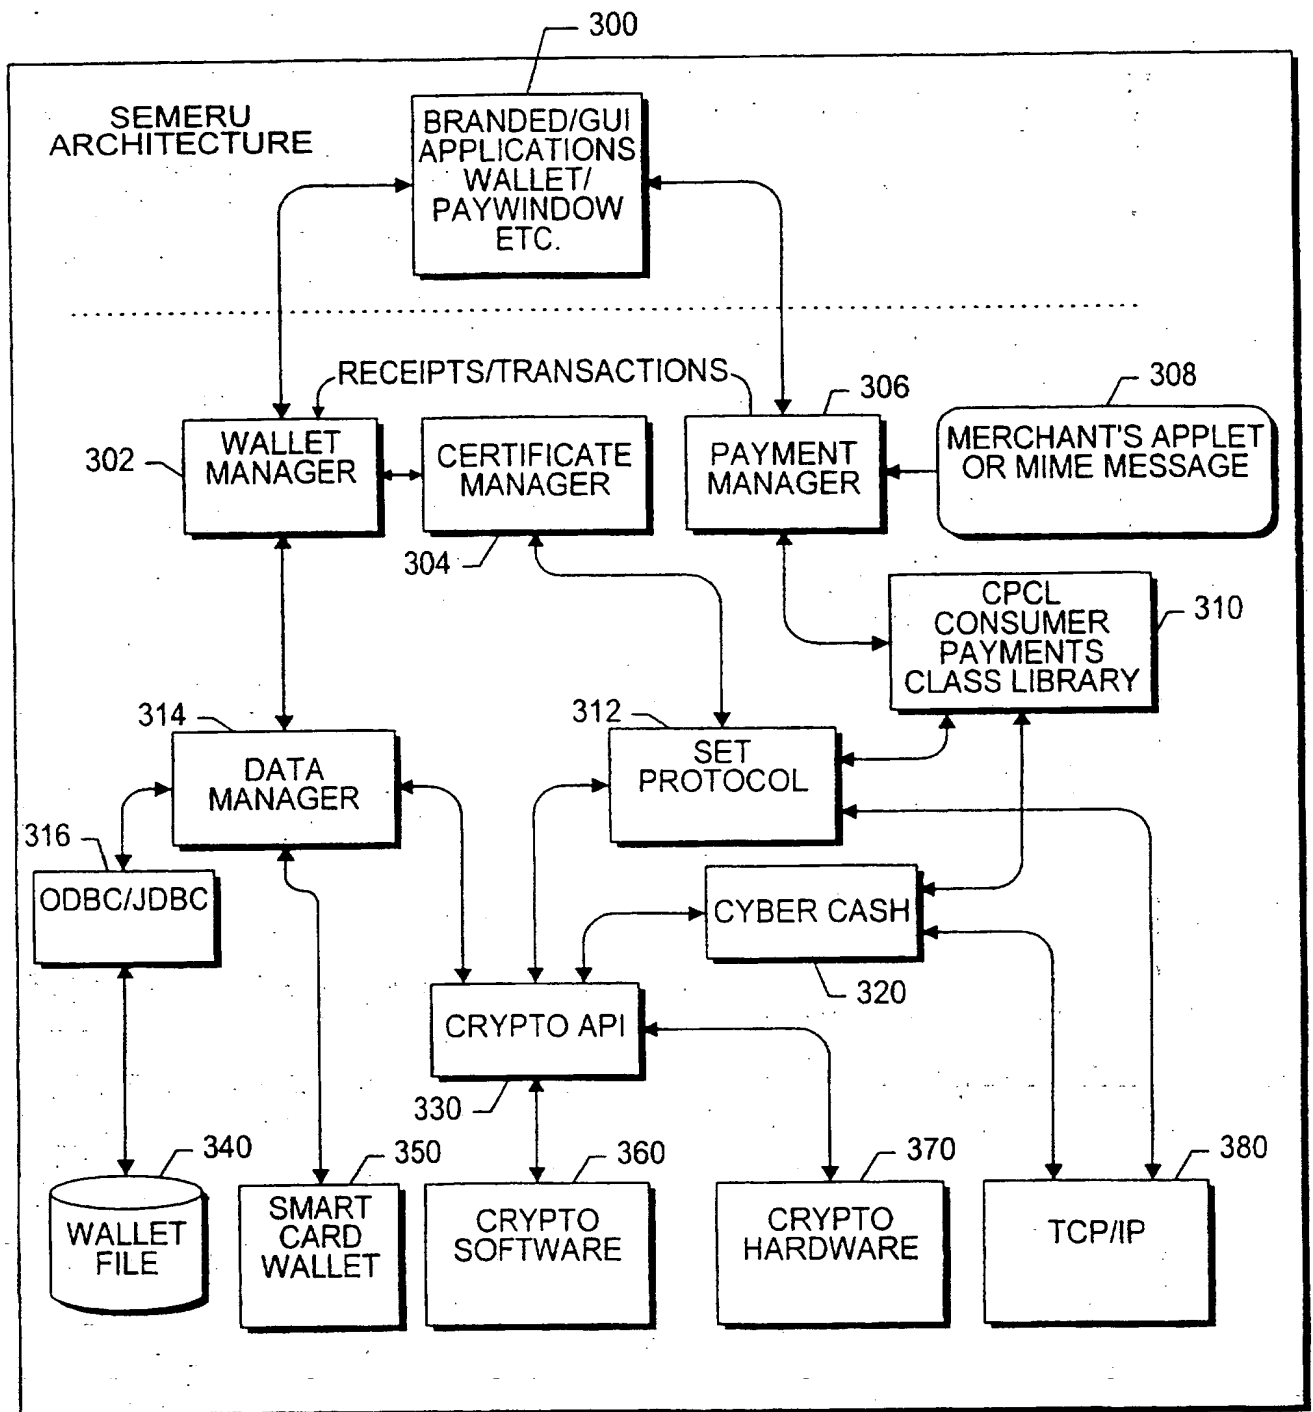 300
SEMERU
ARCHITECTURE
BRANDED/GUI
APPLICATIONS
WALLET/
PAYWINDOW
ETC.
RECEIPTS/TRANSACTIONS
306
308
302
WALLET
MANAGER
CERTIFICATE
MANAGER
PAYMENT
MANAGER
MERCHANT'S APPLET
OR MIME MESSAGE
304
CPCL
CONSUMER
PAYMENTS
CLASS LIBRARY
310
314
312
DATA
MANAGER
SET
PROTOCOL
316
ODBC/JDBC
CYBER CASH
320
CRYPTO API
330
340
350
360
370
380
WALLET
FILE
SMART
CARD
WALLET
CRYPTO
SOFTWARE
CRYPTO
HARDWARE
TCP/IP